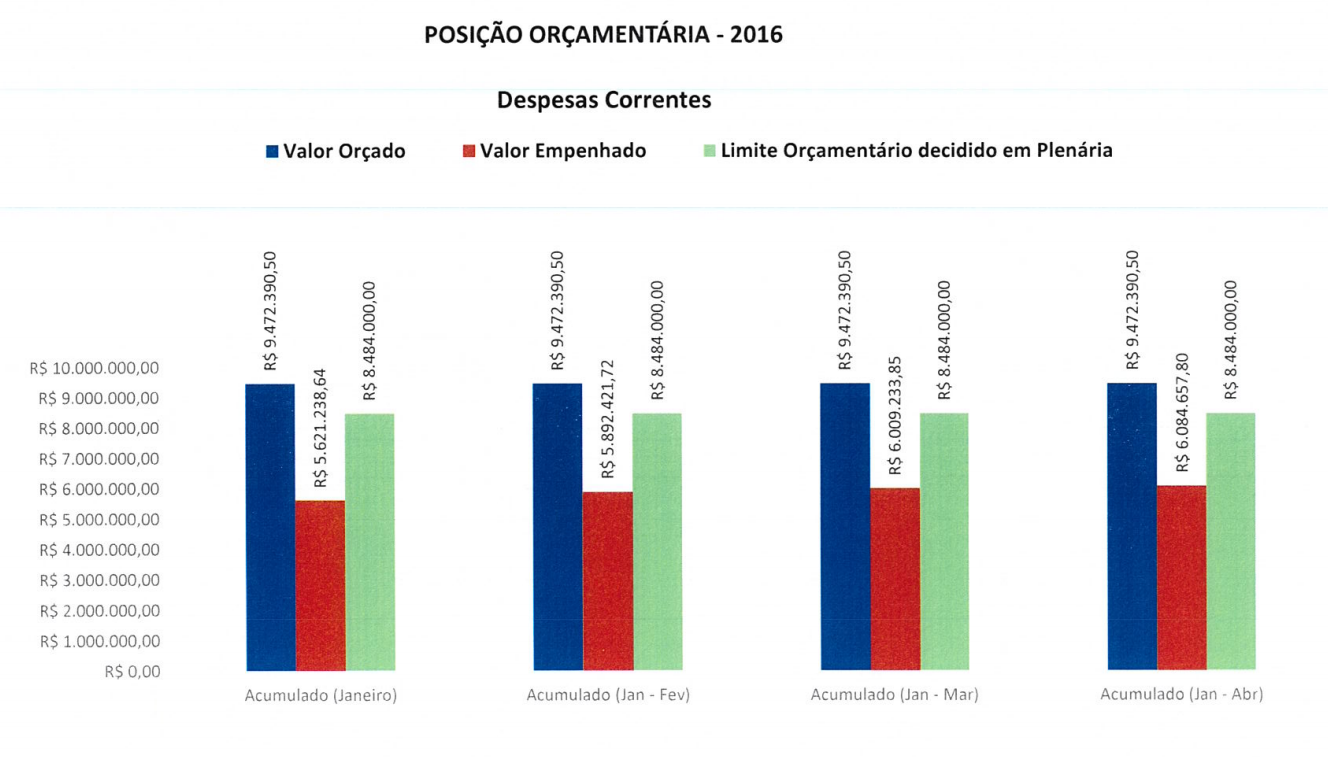 POSIÇÃO ORÇAMENTÁRIA - 2016
Despesas Correntes
Valor Orçado
Valor Empenhado
Limite Orçamentário decidido em Plenária
R$ 10.000.000,00
R$ 9.000.000,00
R$ 8.000.000,00
R$ 7.000.000,00
R$ 6.000.000,00
R$ 5.000.000,00
R$ 4.000.000,00
R$ 3.000.000,00
R$ 2.000.000,00
R$ 1.000.000,00
R$ 0,00
R$ 9.472.390,50
R$ 5.621.238,64
R$ 8.484.000,00
R$ 9.472.390,50
R$ 5.892.421,72
R$ 8.484.000,00
R$ 9.472.390,50
R$ 6.009.233,85
R$ 8.484.000,00
R$ 9.472.390,50
R$ 6.084.657,80
R$ 8.484.000,00
Acumulado (Janeiro)
Acumulado (Jan - Fev)
Acumulado (Jan - Mar)
Acumulado (Jan - Abr)